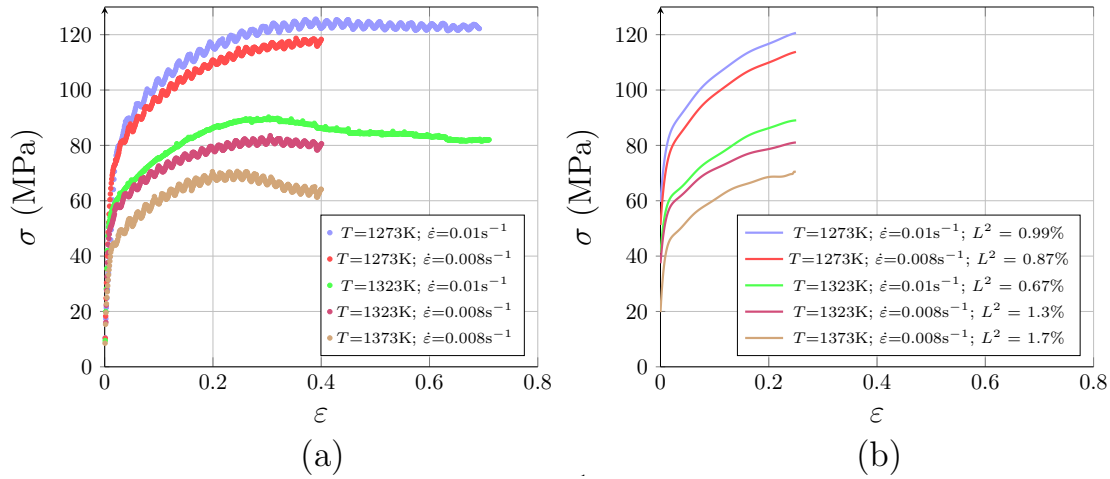 120
100
80
60
40
20
0
0
0.2
0.4
0.6
0.8
σ (MPa)
ε
T=1273K; ε̇=0.01s⁻¹
T=1273K; ε̇=0.008s⁻¹
T=1323K; ε̇=0.01s⁻¹
T=1323K; ε̇=0.008s⁻¹
T=1373K; ε̇=0.008s⁻¹
(a)
120
100
80
60
40
20
0
0
0.2
0.4
0.6
0.8
σ (MPa)
ε
T=1273K; ε̇=0.01s⁻¹; L² = 0.99%
T=1273K; ε̇=0.008s⁻¹; L² = 0.87%
T=1323K; ε̇=0.01s⁻¹; L² = 0.67%
T=1323K; ε̇=0.008s⁻¹; L² = 1.3%
T=1373K; ε̇=0.008s⁻¹; L² = 1.7%
(b)